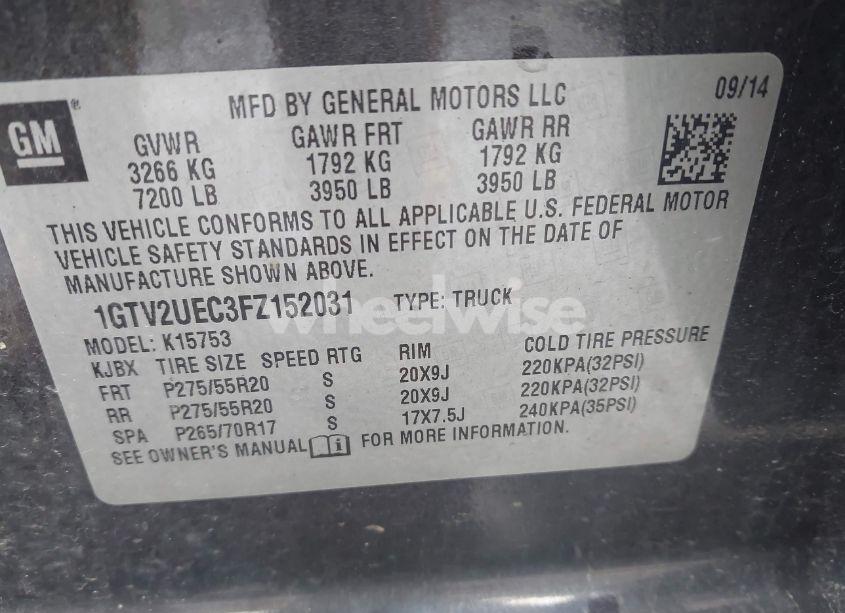 GM®
MFD BY GENERAL MOTORS LLC 09/14
GVWR GAWR FRT GAWR RR
3266 KG 1792 KG 1792 KG
7200 LB 3950 LB 3950 LB
THIS VEHICLE CONFORMS TO ALL APPLICABLE U.S. FEDERAL MOTOR
VEHICLE SAFETY STANDARDS IN EFFECT ON THE DATE OF
MANUFACTURE SHOWN ABOVE.
1GTV2UEC3FZ152031 TYPE: TRUCK
wheelwise
MODEL: K15753
KJBX TIRE SIZE SPEED RTG RIM COLD TIRE PRESSURE
FRT P275/55R20 S 20X9J 220KPA(32PSI)
RR P275/55R20 S 20X9J 220KPA(32PSI)
SPA P265/70R17 S 17X7.5J 240KPA(35PSI)
SEE OWNER'S MANUAL i FOR MORE INFORMATION.